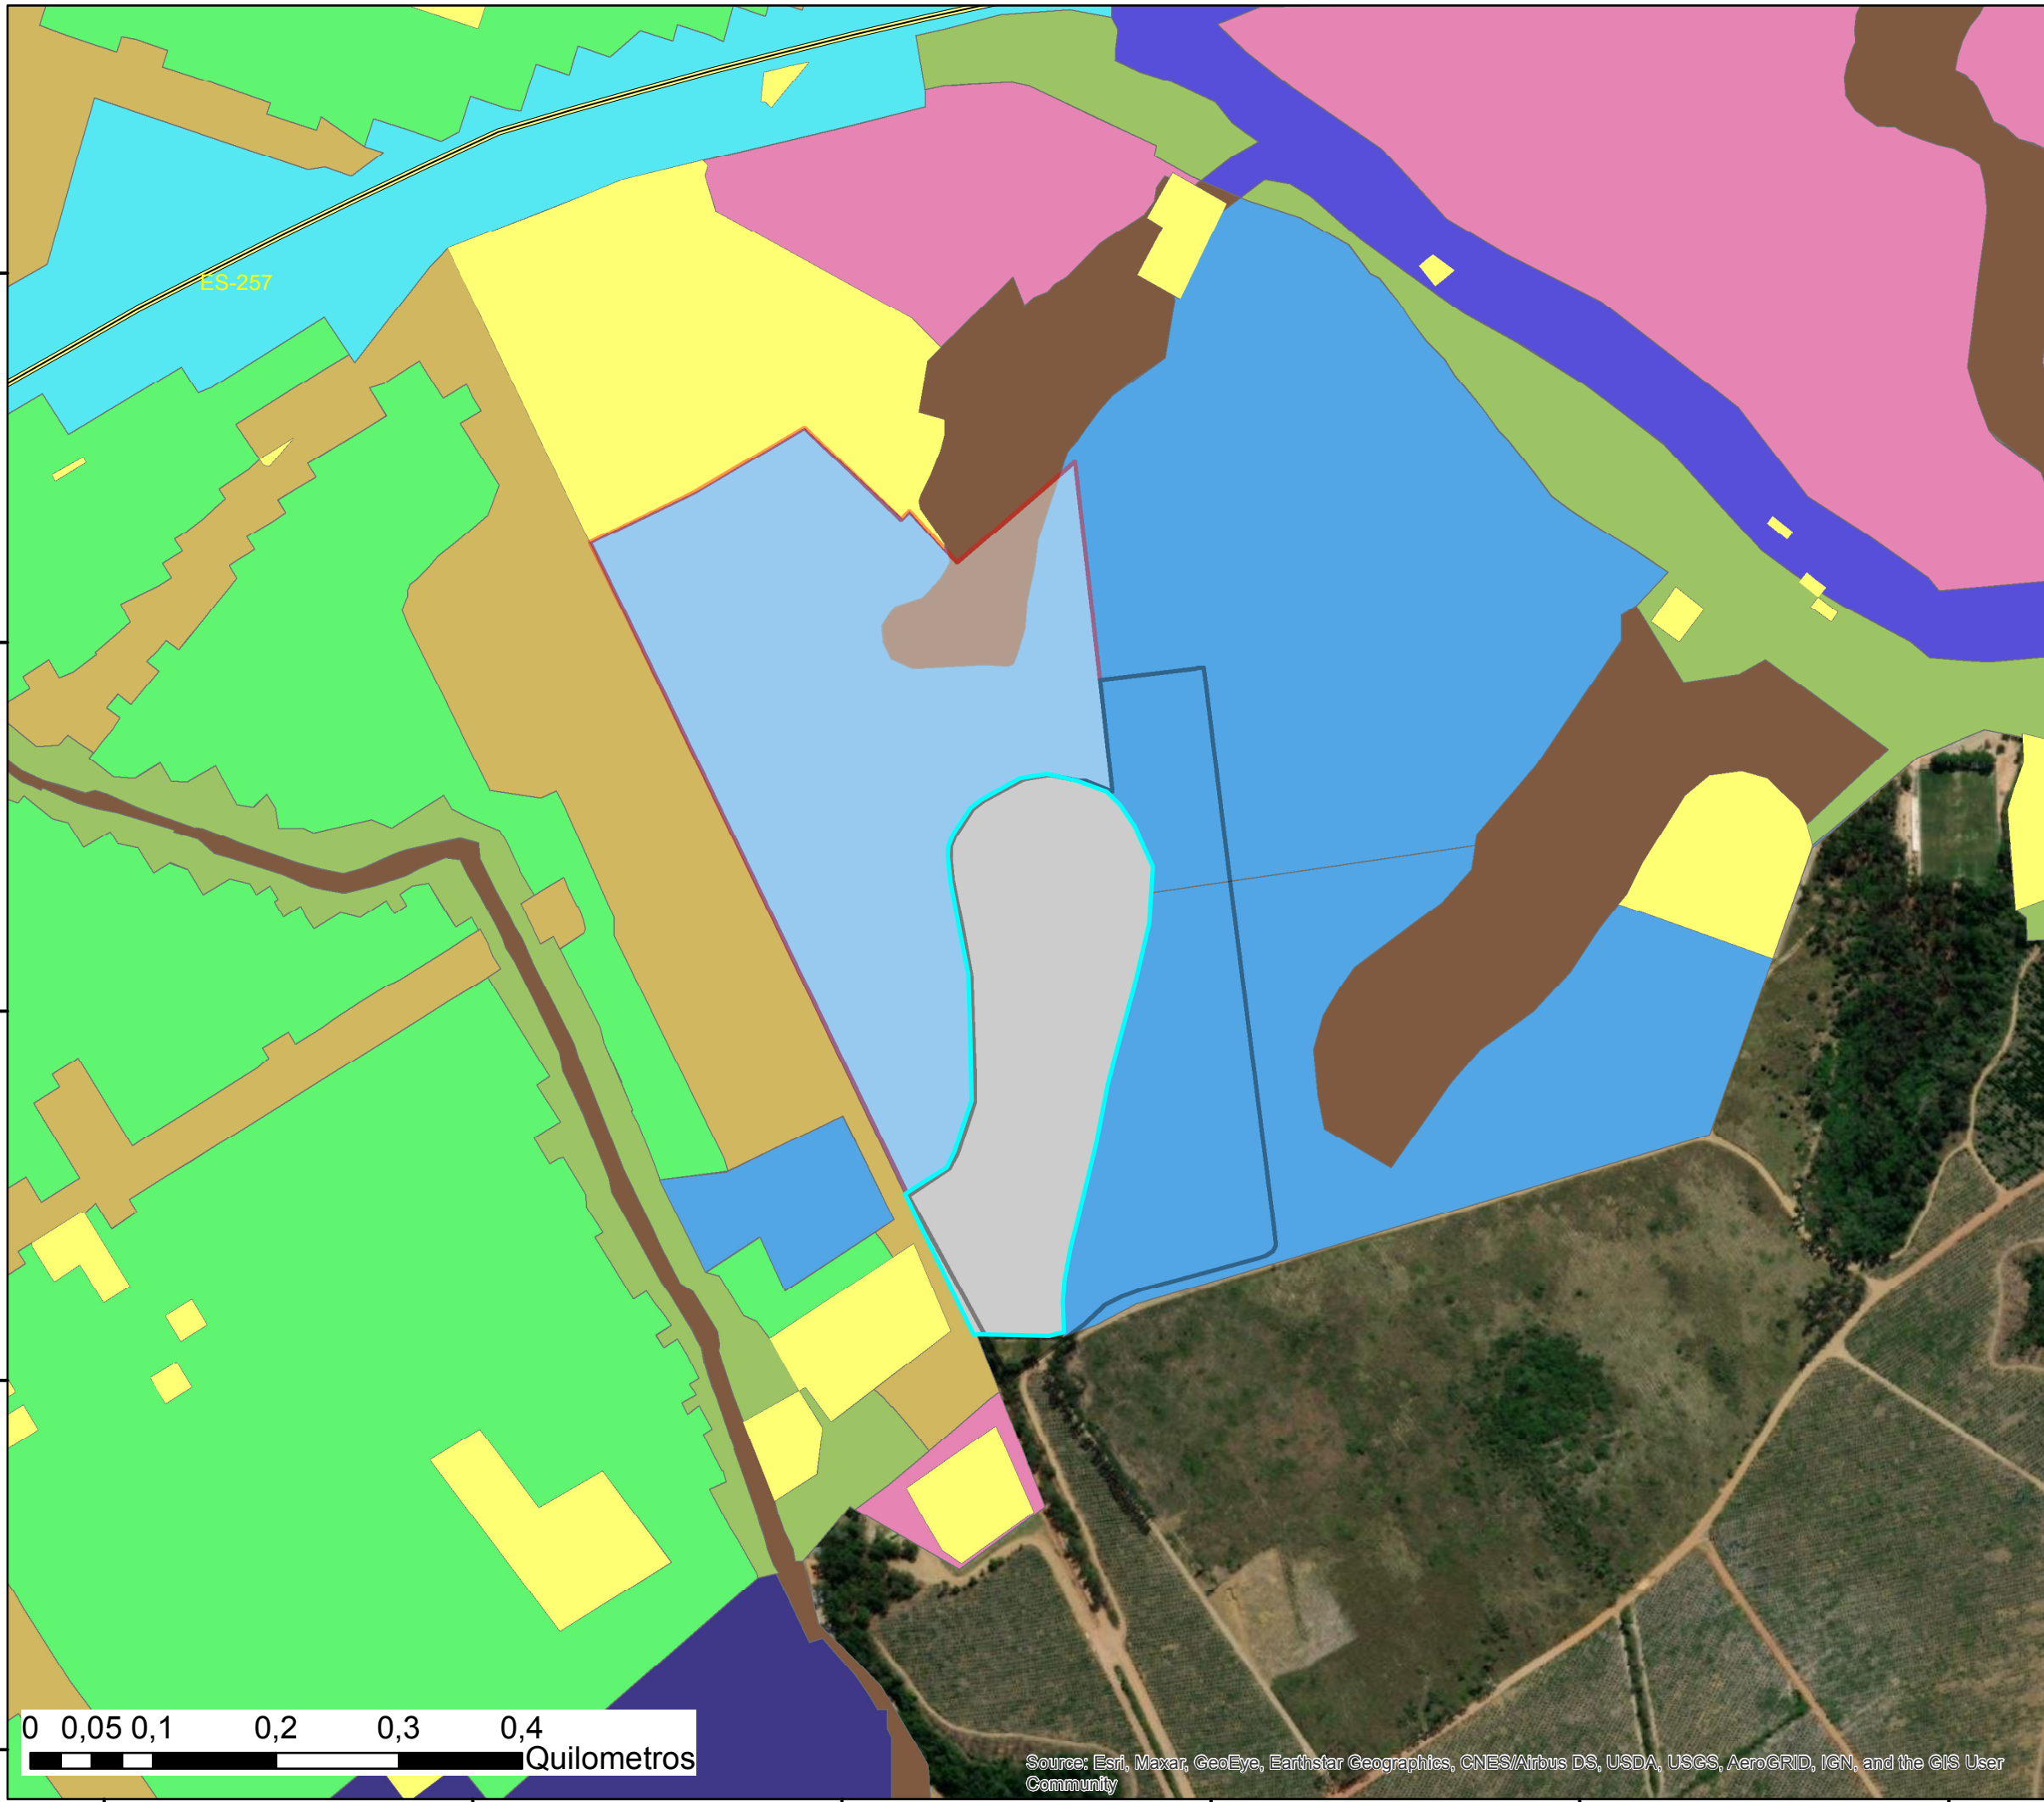 ES-257
0 0,05 0,1 0,2 0,3 0,4
Quilometros
Source: Esri, Maxar, GeoEye, Earthstar Geographics, CNES/Airbus DS, USDA, USGS, AeroGRID, IGN, and the GIS User
Community